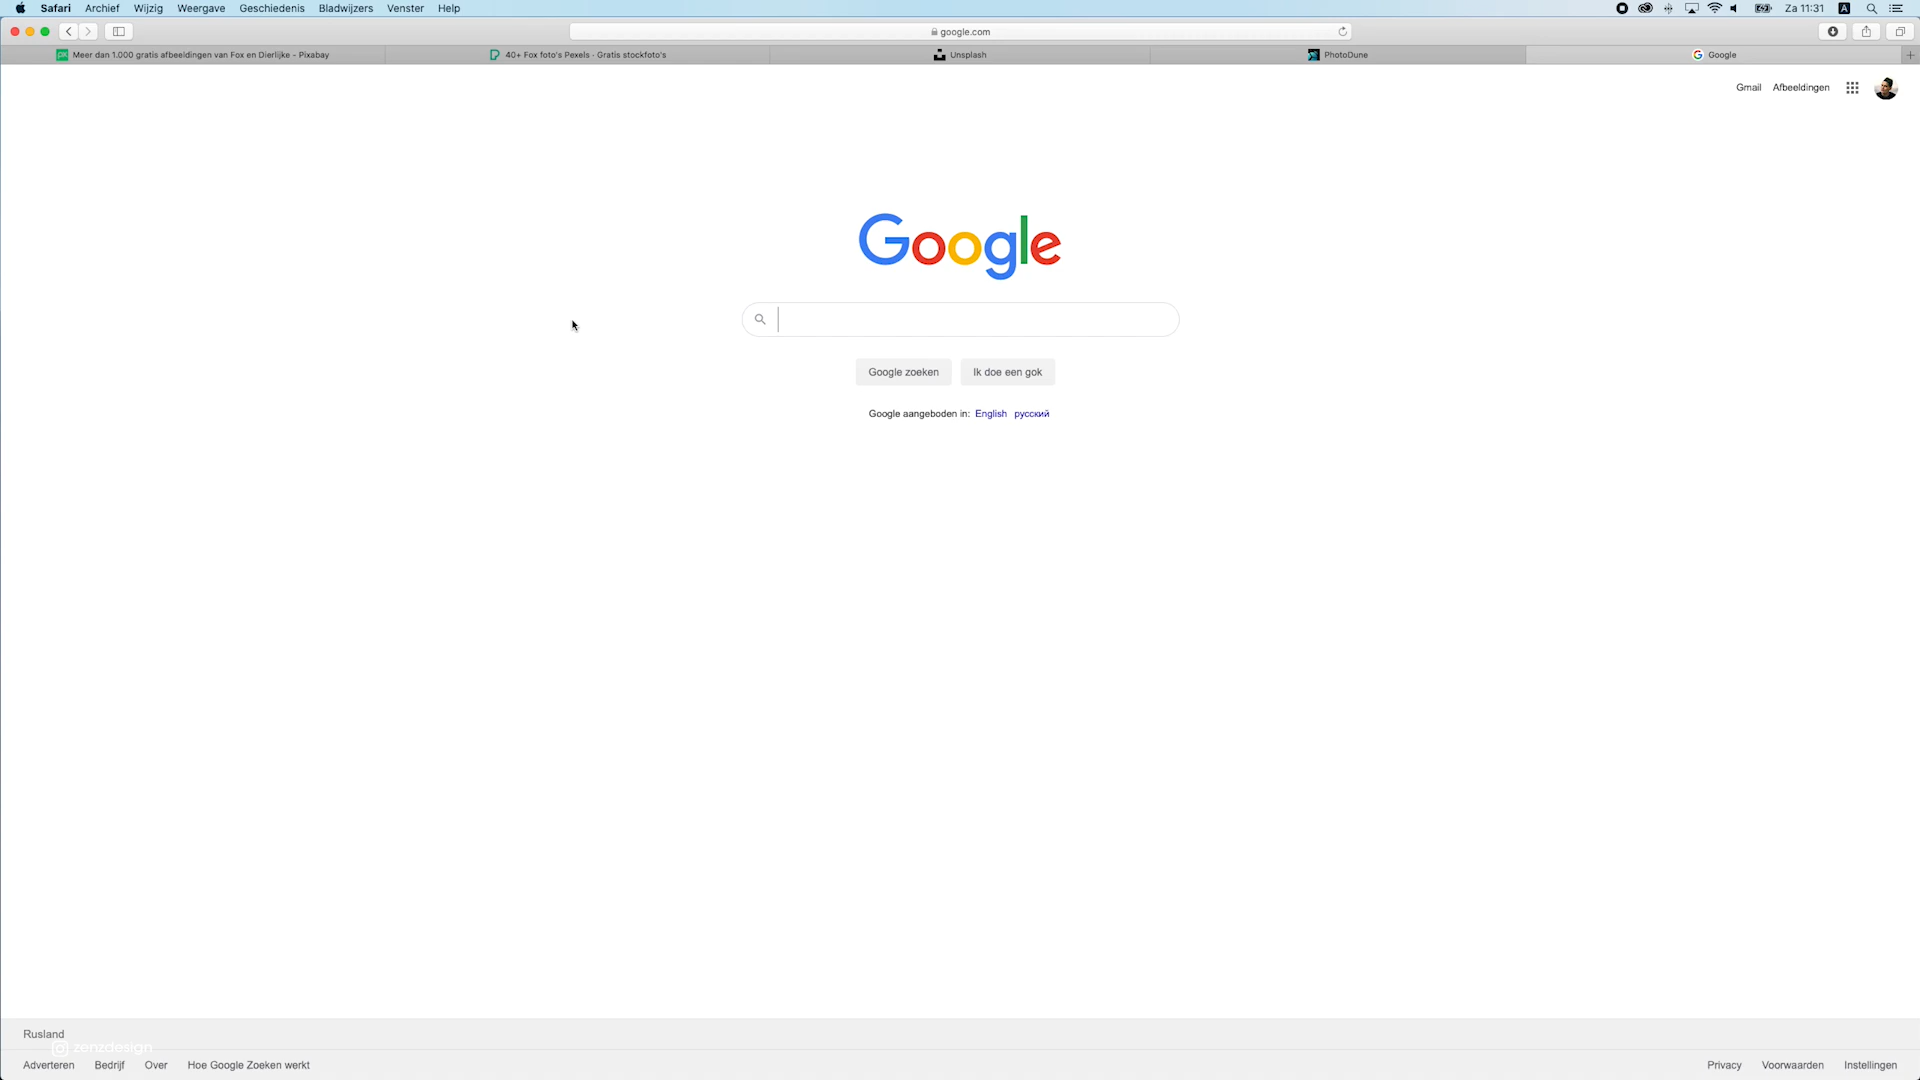 Safari Archief Wijzig Weergave Geschiedenis Bladwijzers Venster Help Za 11:31 A
google.com
Meer dan 1.000 gratis afbeeldingen van Fox en Dierlijke - Pixabay
40+ Fox foto's Pexels · Gratis stockfoto's
Unsplash
PhotoDune
Google
Gmail Afbeeldingen
Google
Google zoeken Ik doe een gok
Google aangeboden in: English русский
Rusland
zenzdesign
Adverteren Bedrijf Over Hoe Google Zoeken werkt Privacy Voorwaarden Instellingen